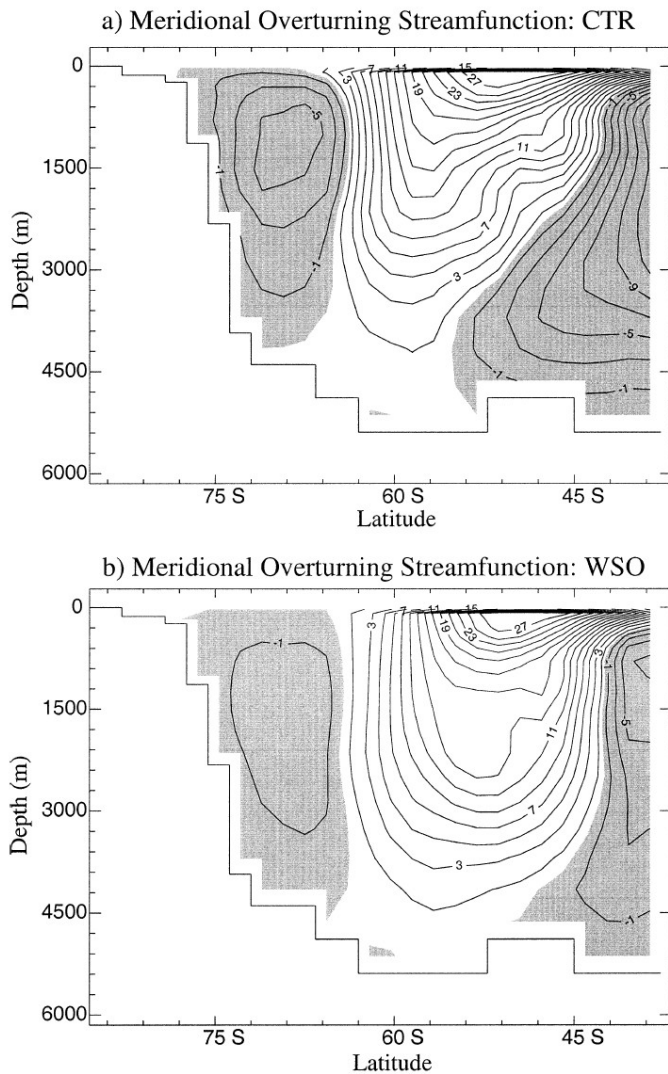 a) Meridional Overturning Streamfunction: CTR
0
1500
3000
4500
6000
Depth (m)
3 7 11 15
19 23 27
-1
-5
-5
11
-1
7
-1
3
-9
-5
-1
-1
75 S 60 S 45 S
Latitude
b) Meridional Overturning Streamfunction: WSO
0
1500
3000
4500
6000
Depth (m)
3 7 11 15
19 23 27
-1
3
-1
-5
11
7
3
-1
75 S 60 S 45 S
Latitude